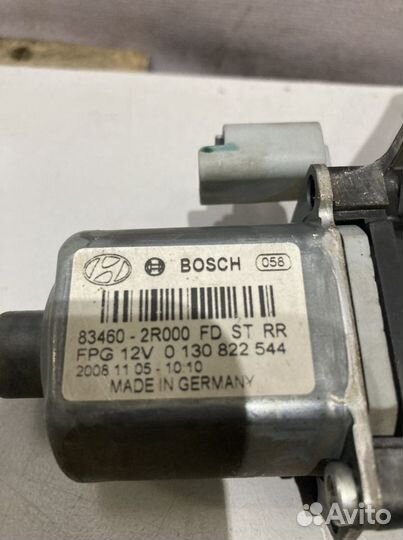 BOSCH 058
83460-2R000 FD ST RR
FPG 12V 0 130 822 544
2008 11 05 - 10:10
MADE IN GERMANY
Avito